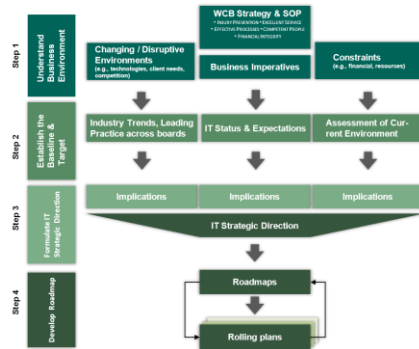 Step 1
Understand
Business
Environment
WCB Strategy & SOP
• INJURY PREVENTION • EXCELLENT SERVICE
• EFFECTIVE PROCESSES • COMPETENT PEOPLE
• FINANCIAL INTEGRITY
Changing / Disruptive
Environments
(e.g., technologies, client needs,
competition)
Business Imperatives
Constraints
(e.g., financial, resources)
Step 2
Establish the
Baseline &
Target
Industry Trends, Leading
Practice across boards
IT Status & Expectations
Assessment of Cur-
rent Environment
Step 3
Formulate IT
Strategic Direction
Implications
Implications
Implications
IT Strategic Direction
Step 4
Develop Roadmap
Roadmaps
Rolling plans